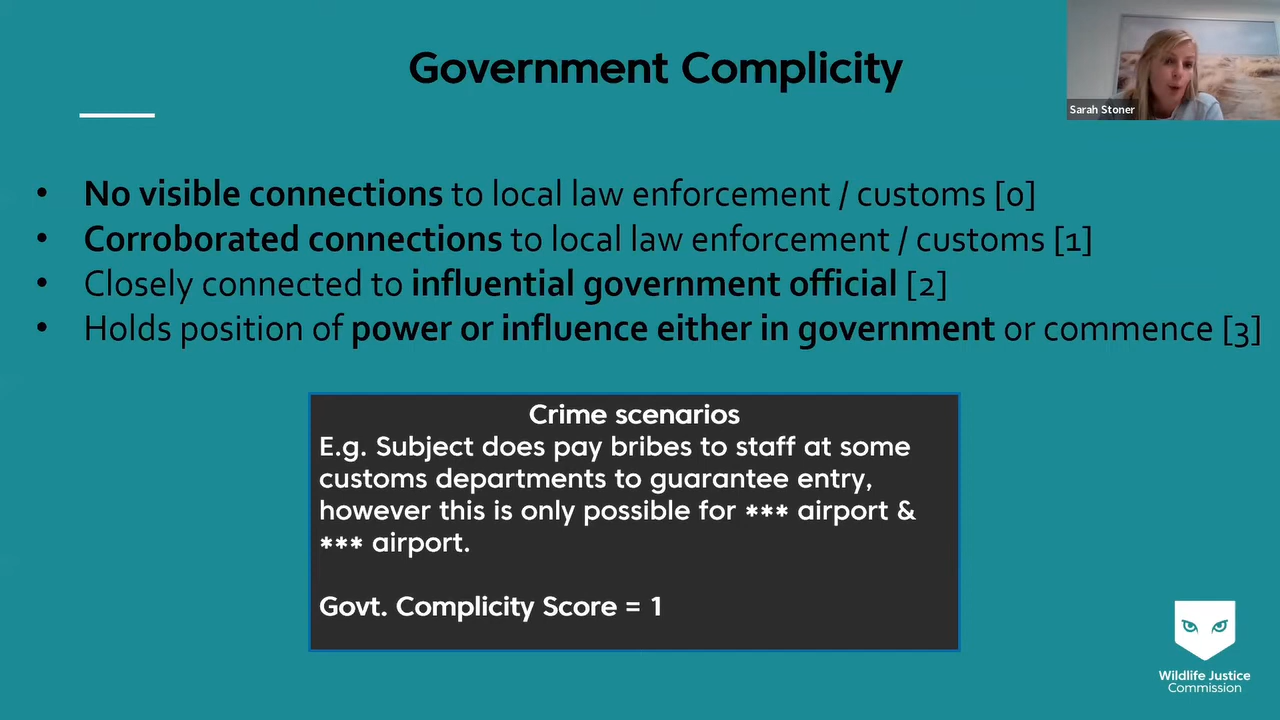 Government Complicity
Sarah Stoner
• No visible connections to local law enforcement / customs [0]
• Corroborated connections to local law enforcement / customs [1]
• Closely connected to influential government official [2]
• Holds position of power or influence either in government or commence [3]
Crime scenarios
E.g. Subject does pay bribes to staff at some
customs departments to guarantee entry,
however this is only possible for *** airport &
*** airport.
Govt. Complicity Score = 1
Wildlife Justice
Commission